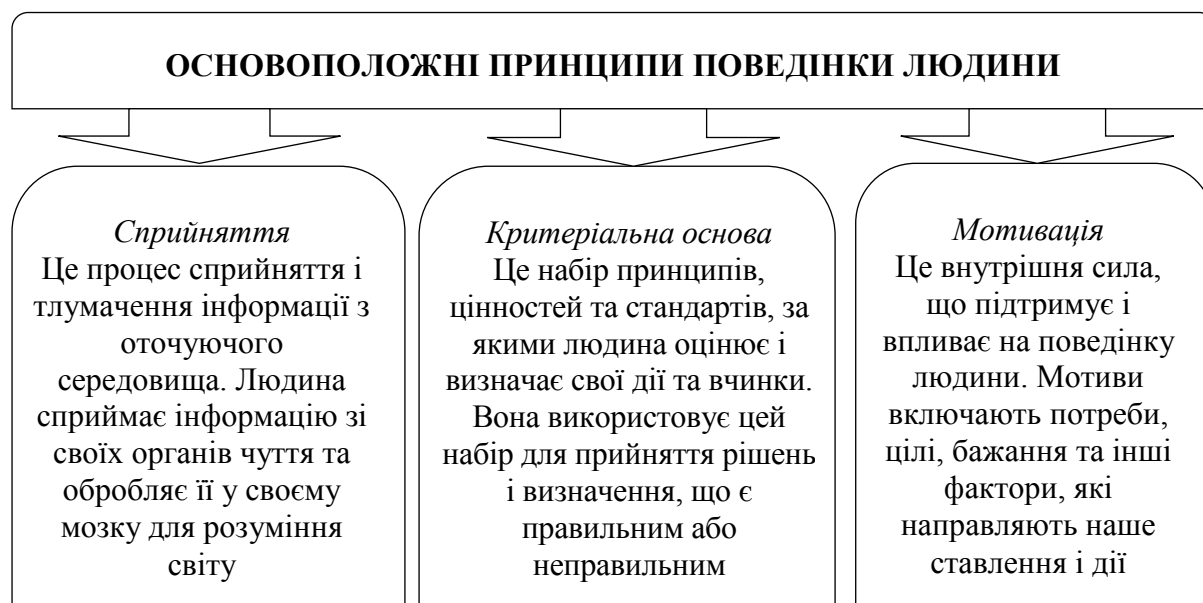 ОСНОВОПОЛОЖНІ ПРИНЦИПИ ПОВЕДІНКИ ЛЮДИНИ
Сприйняття
Це процес сприйняття і
тлумачення інформації з
оточуючого
середовища. Людина
сприймає інформацію зі
своїх органів чуття та
обробляє її у своєму
мозку для розуміння
світу
Критеріальна основа
Це набір принципів,
цінностей та стандартів, за
якими людина оцінює і
визначає свої дії та вчинки.
Вона використовує цей
набір для прийняття рішень
і визначення, що є
правильним або
неправильним
Мотивація
Це внутрішня сила,
що підтримує і
впливає на поведінку
людини. Мотиви
включають потреби,
цілі, бажання та інші
фактори, які
направляють наше
ставлення і дії